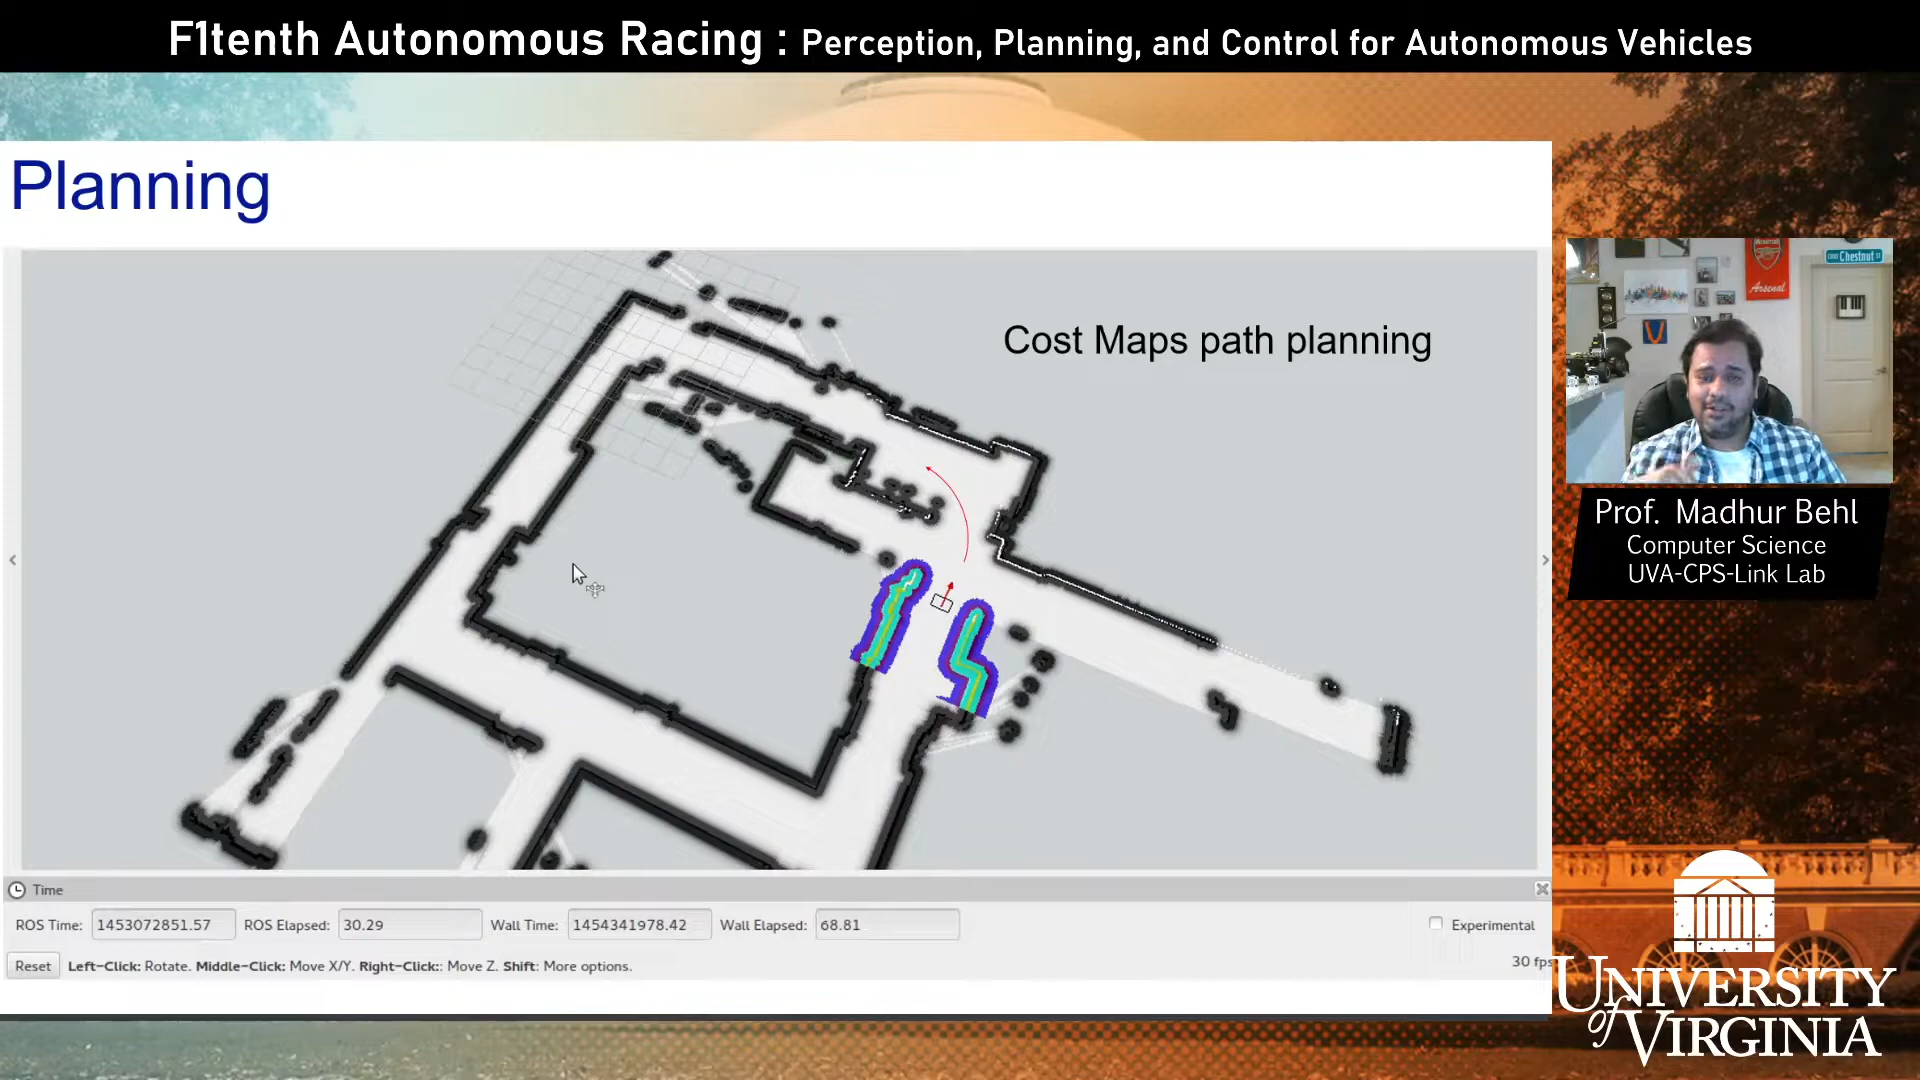 F1tenth Autonomous Racing : Perception, Planning, and Control for Autonomous Vehicles
Planning
Cost Maps path planning
Chestnut ST
Arsenal
Prof. Madhur Behl
Computer Science
UVA-CPS-Link Lab
Time
ROS Time: 1453072851.57 ROS Elapsed: 30.29 Wall Time: 1454341978.42 Wall Elapsed: 68.81 Experimental
Reset Left-Click: Rotate. Middle-Click: Move X/Y. Right-Click:: Move Z. Shift: More options. 30 fps
UNIVERSITY
of VIRGINIA